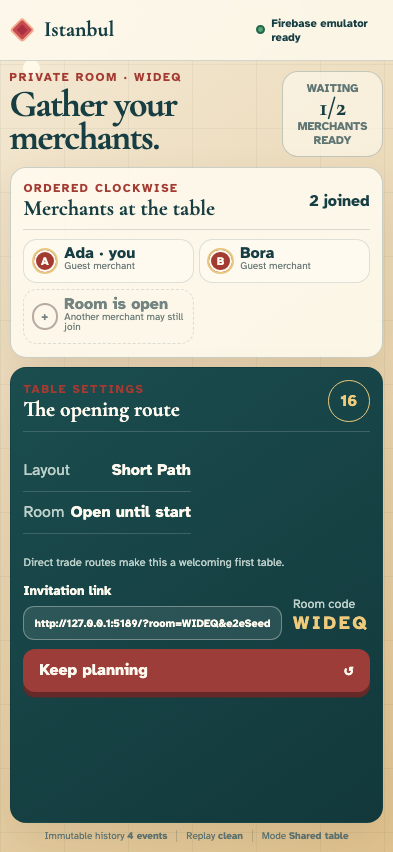 Istanbul
Firebase emulator
ready
PRIVATE ROOM · WIDEQ
Gather your
merchants.
WAITING
1/2
MERCHANTS
READY
ORDERED CLOCKWISE
Merchants at the table
2 joined
A
Ada · you
Guest merchant
B
Bora
Guest merchant
+
Room is open
Another merchant may still
join
TABLE SETTINGS
The opening route
16
Layout Short Path
Room Open until start
Direct trade routes make this a welcoming first table.
Invitation link
http://127.0.0.1:5189/?room=WIDEQ&e2eSeed
Room code
WIDEQ
Keep planning ↺
Immutable history 4 events
Replay clean
Mode Shared table